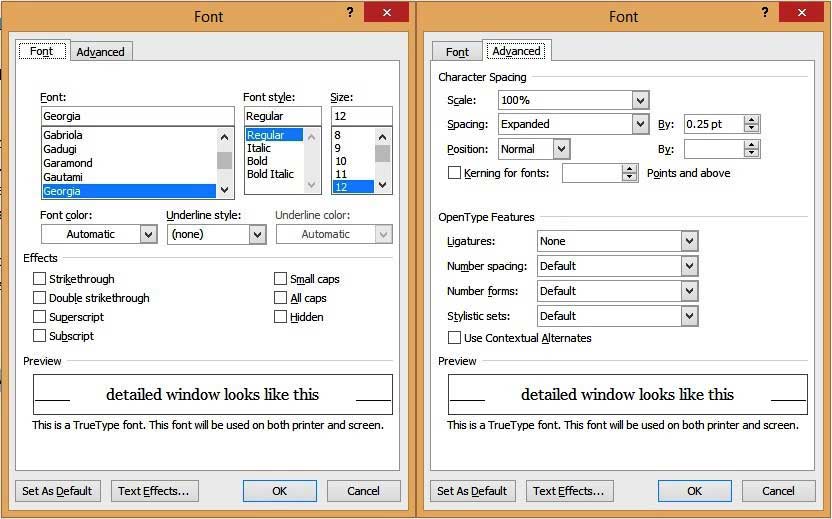 Font ?
Font Advanced
Font: Font style: Size:
Georgia Regular 12
Gabriola Regular 8
Gadugi Italic 9
Garamond Bold 10
Gautami Bold Italic 11
Georgia 12
Font color: Underline style: Underline color:
Automatic (none) Automatic
Effects
Strikethrough Small caps
Double strikethrough All caps
Superscript Hidden
Subscript
Preview
detailed window looks like this
This is a TrueType font. This font will be used on both printer and screen.
Set As Default Text Effects... OK Cancel
Font ?
Font Advanced
Character Spacing
Scale: 100%
Spacing: Expanded By: 0.25 pt
Position: Normal By:
Kerning for fonts: Points and above
OpenType Features
Ligatures: None
Number spacing: Default
Number forms: Default
Stylistic sets: Default
Use Contextual Alternates
Preview
detailed window looks like this
This is a TrueType font. This font will be used on both printer and screen.
Set As Default Text Effects... OK Cancel